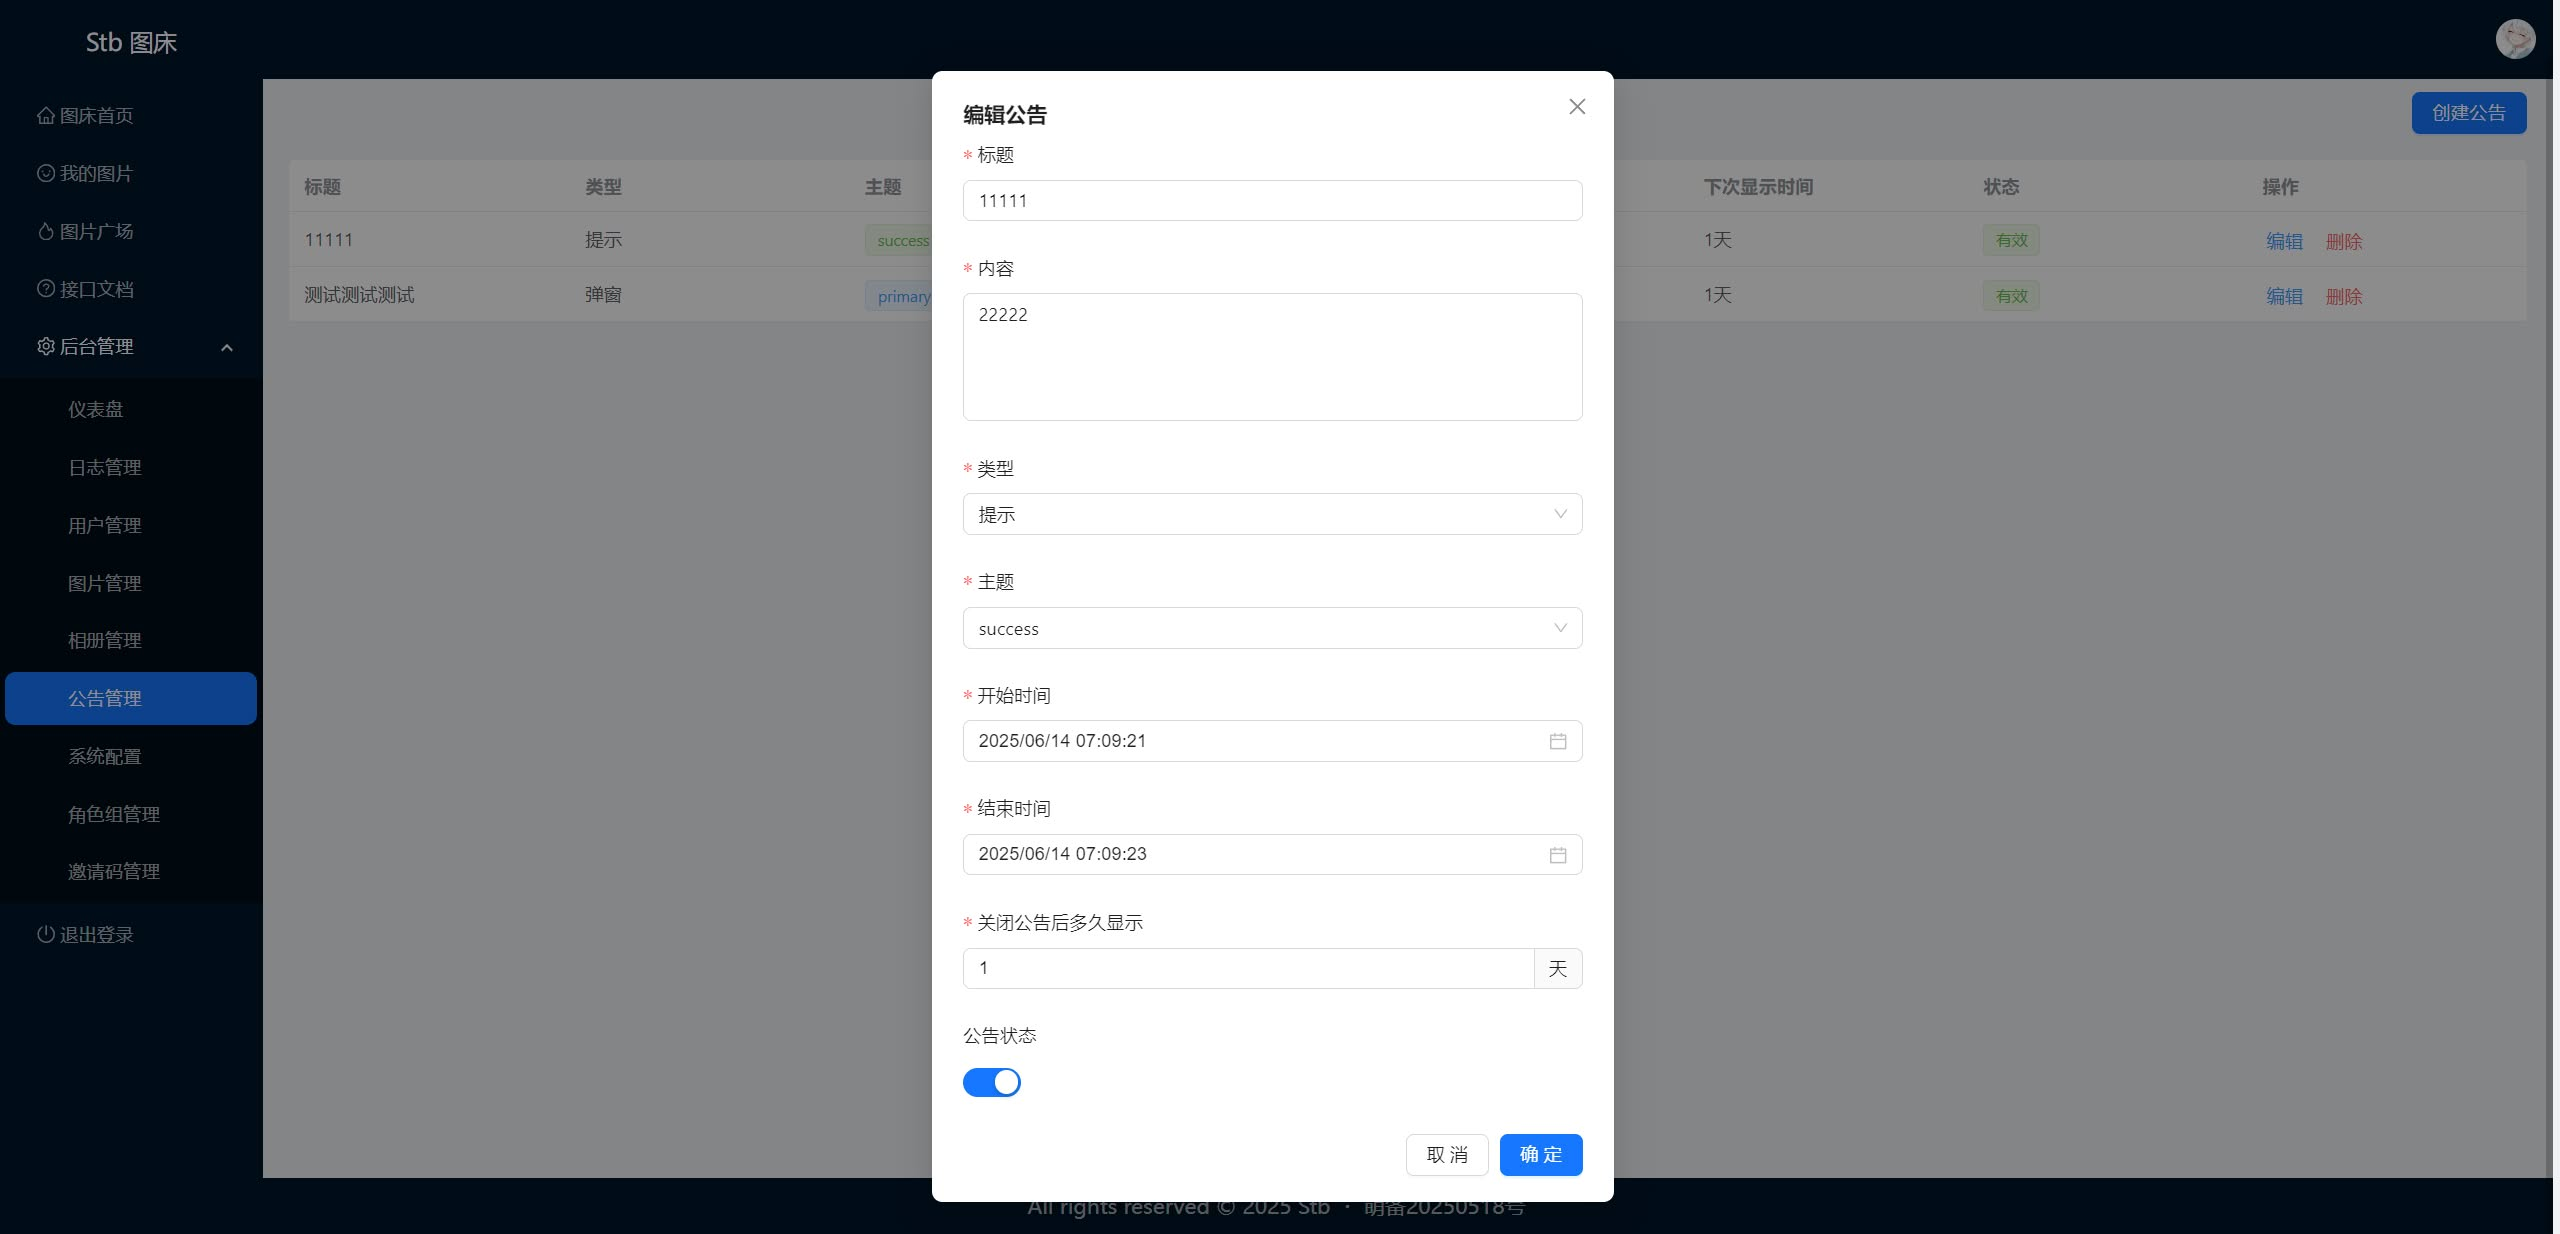 Stb 图床
图床首页
我的图片
图片广场
接口文档
后台管理
仪表盘
日志管理
用户管理
图片管理
相册管理
公告管理
系统配置
角色组管理
邀请码管理
退出登录
创建公告
标题 类型 主题 下次显示时间 状态 操作
11111 提示 success 1天 有效 编辑 删除
测试测试测试 弹窗 primary 1天 有效 编辑 删除
编辑公告
* 标题
11111
* 内容
22222
* 类型
提示
* 主题
success
* 开始时间
2025/06/14 07:09:21
* 结束时间
2025/06/14 07:09:23
* 关闭公告后多久显示
1 天
公告状态
取 消 确 定
All rights reserved © 2025 Stb · 萌备20250518号